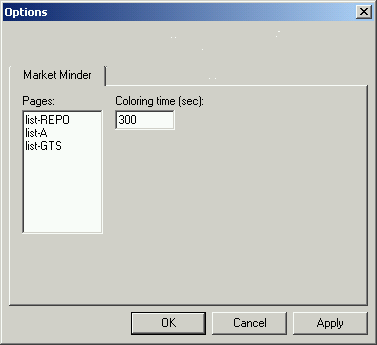 Options
Market Minder
Pages:
Coloring time (sec):
list-REPO
300
list-A
list-GTS
OK
Cancel
Apply